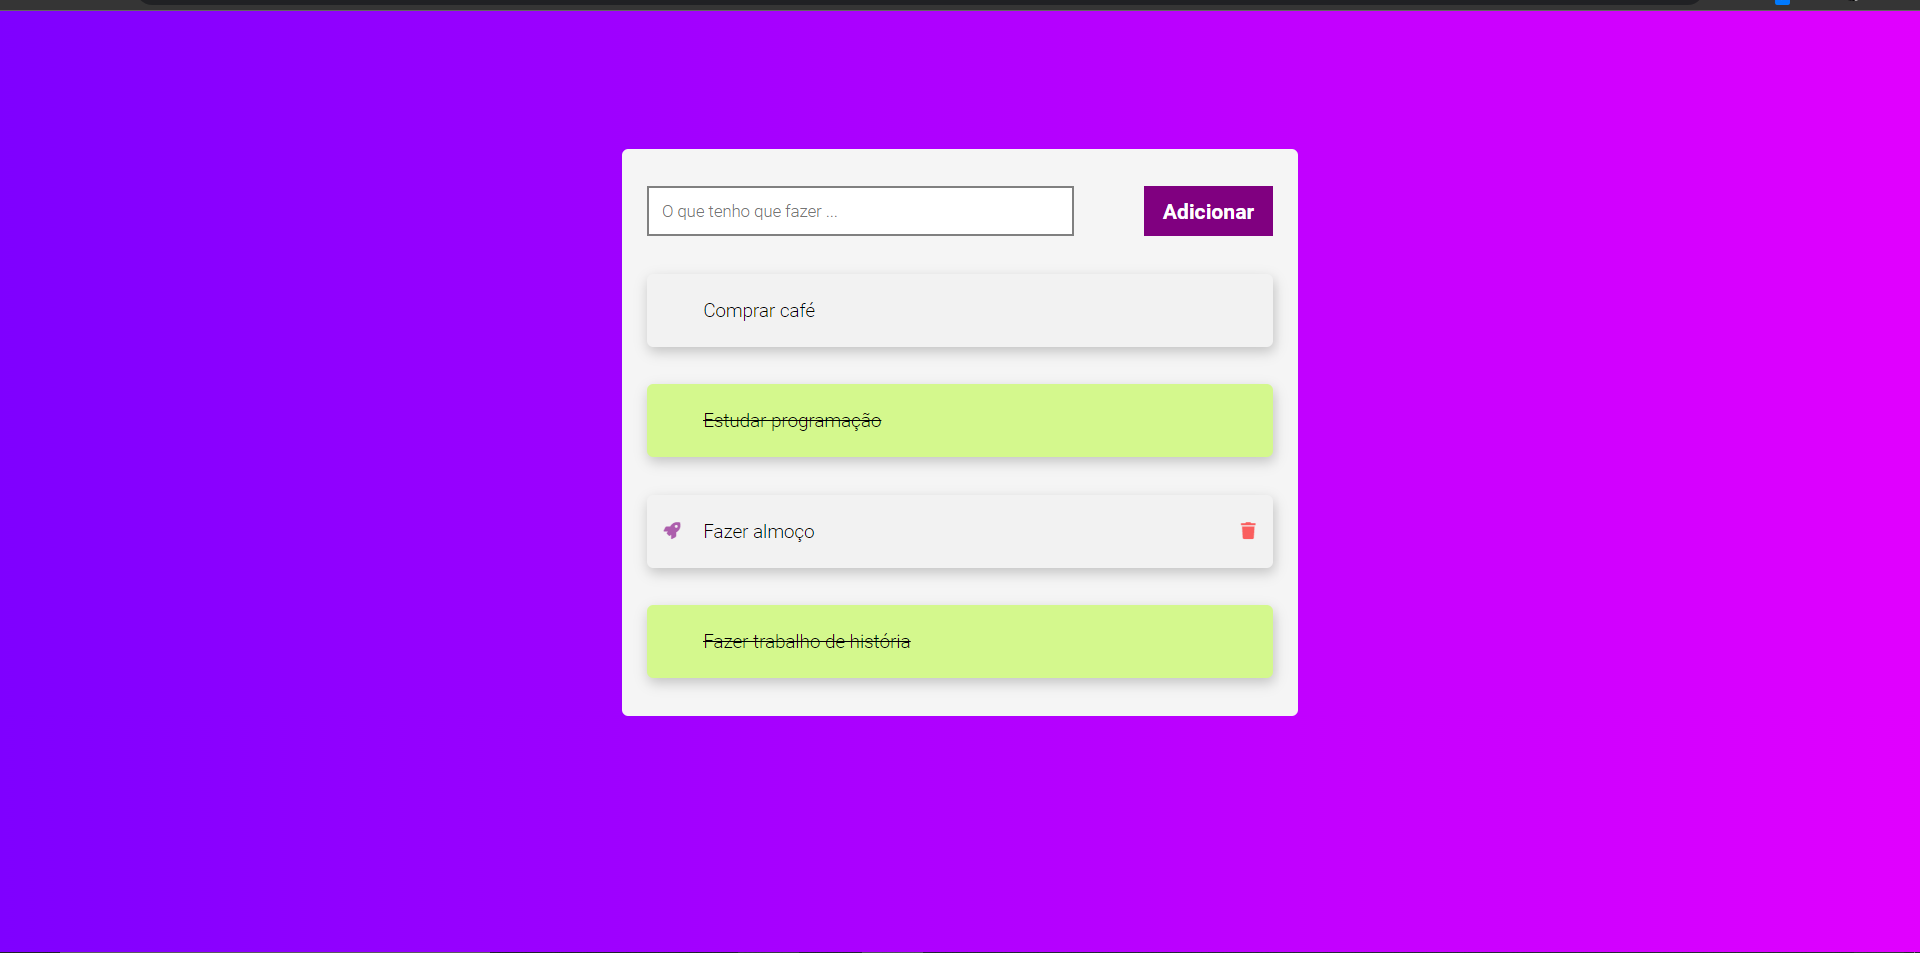 O que tenho que fazer ...
Adicionar
Comprar café
Estudar programação
Fazer almoço
Fazer trabalho de história